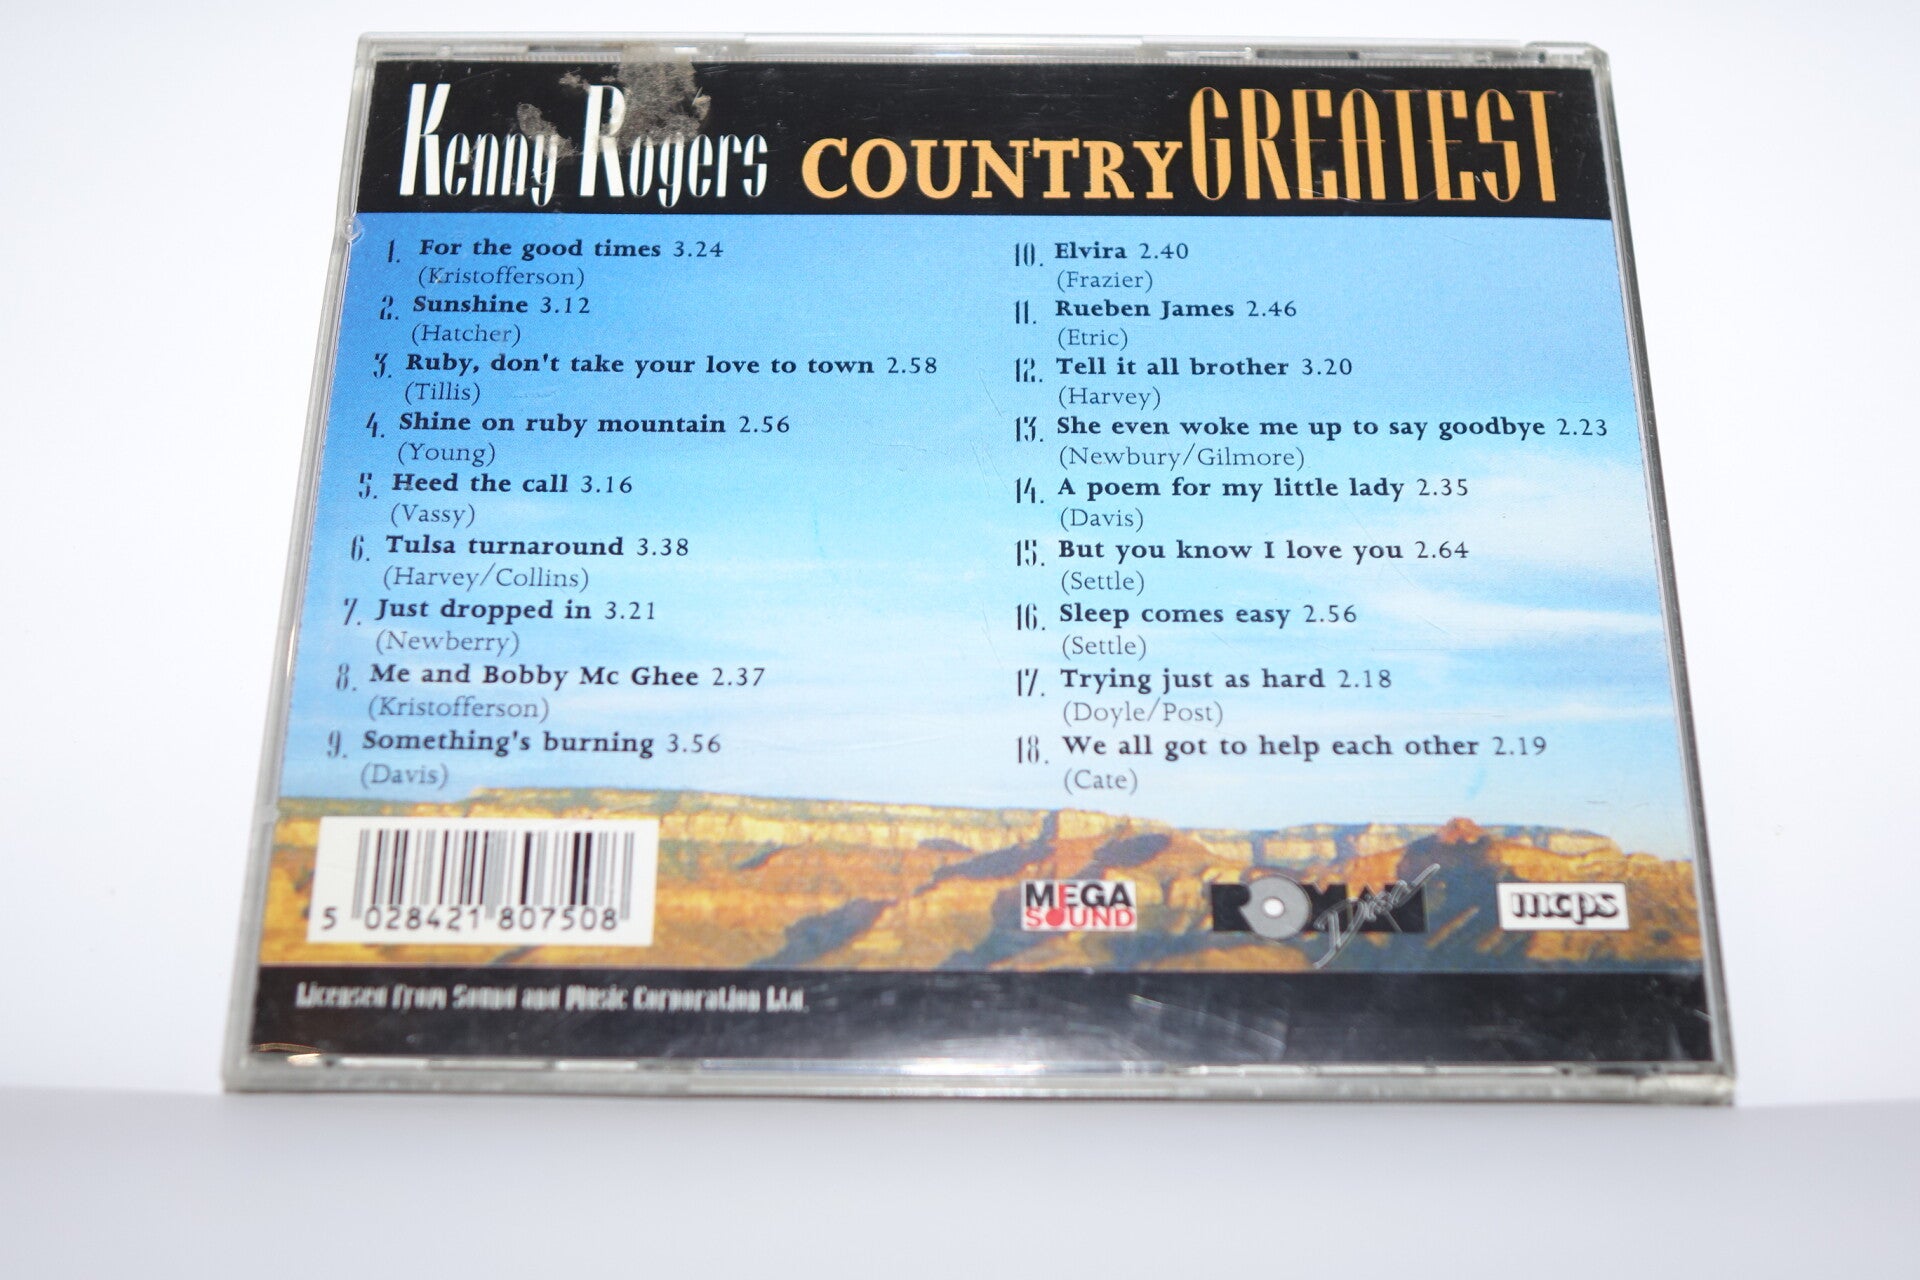 Kenny Rogers COUNTRY GREATEST
1. For the good times 3.24
(Kristofferson)
2. Sunshine 3.12
(Hatcher)
3. Ruby, don't take your love to town 2.58
(Tillis)
4. Shine on ruby mountain 2.56
(Young)
5. Heed the call 3.16
(Vassy)
6. Tulsa turnaround 3.38
(Harvey/Collins)
7. Just dropped in 3.21
(Newberry)
8. Me and Bobby Mc Ghee 2.37
(Kristofferson)
9. Something's burning 3.56
(Davis)
10. Elvira 2.40
(Frazier)
11. Rueben James 2.46
(Etric)
12. Tell it all brother 3.20
(Harvey)
13. She even woke me up to say goodbye 2.23
(Newbury/Gilmore)
14. A poem for my little lady 2.35
(Davis)
15. But you know I love you 2.64
(Settle)
16. Sleep comes easy 2.56
(Settle)
17. Trying just as hard 2.18
(Doyle/Post)
18. We all got to help each other 2.19
(Cate)
5 028421 807508
MEGA
SOUND
ROMAN
Disc
mcps
Licensed from Sound and Music Corporation Ltd.